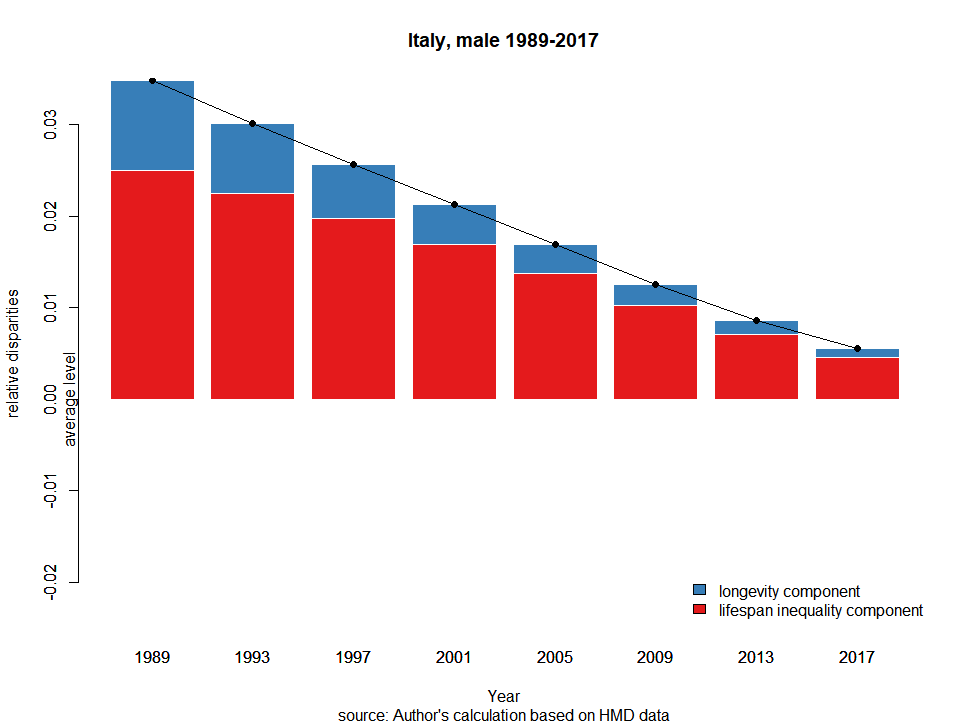 Italy, male 1989-2017
relative disparities
average level
0.03
0.02
0.01
0.00
-0.01
-0.02
longevity component
lifespan inequality component
1989 1993 1997 2001 2005 2009 2013 2017
Year
source: Author's calculation based on HMD data